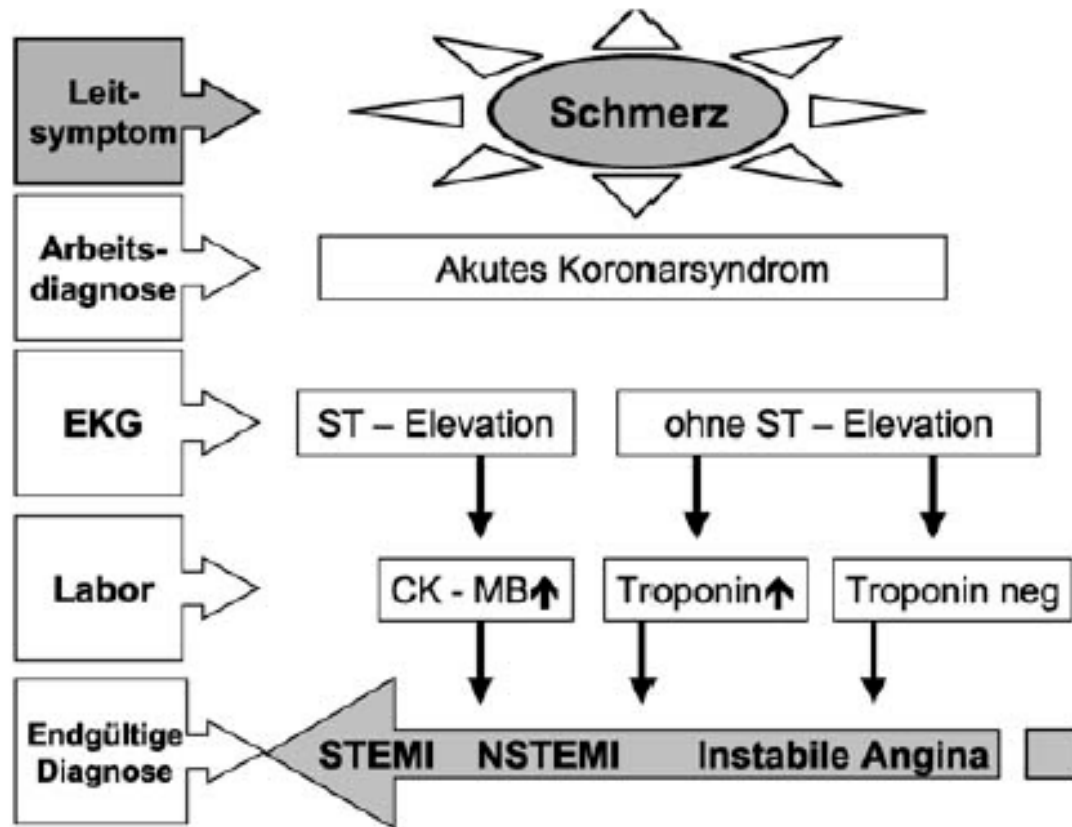 Leit-
symptom
Schmerz
Arbeits-
diagnose
Akutes Koronarsyndrom
EKG
ST – Elevation
ohne ST – Elevation
Labor
CK - MB↑
Troponin↑
Troponin neg
Endgültige
Diagnose
STEMI NSTEMI Instabile Angina